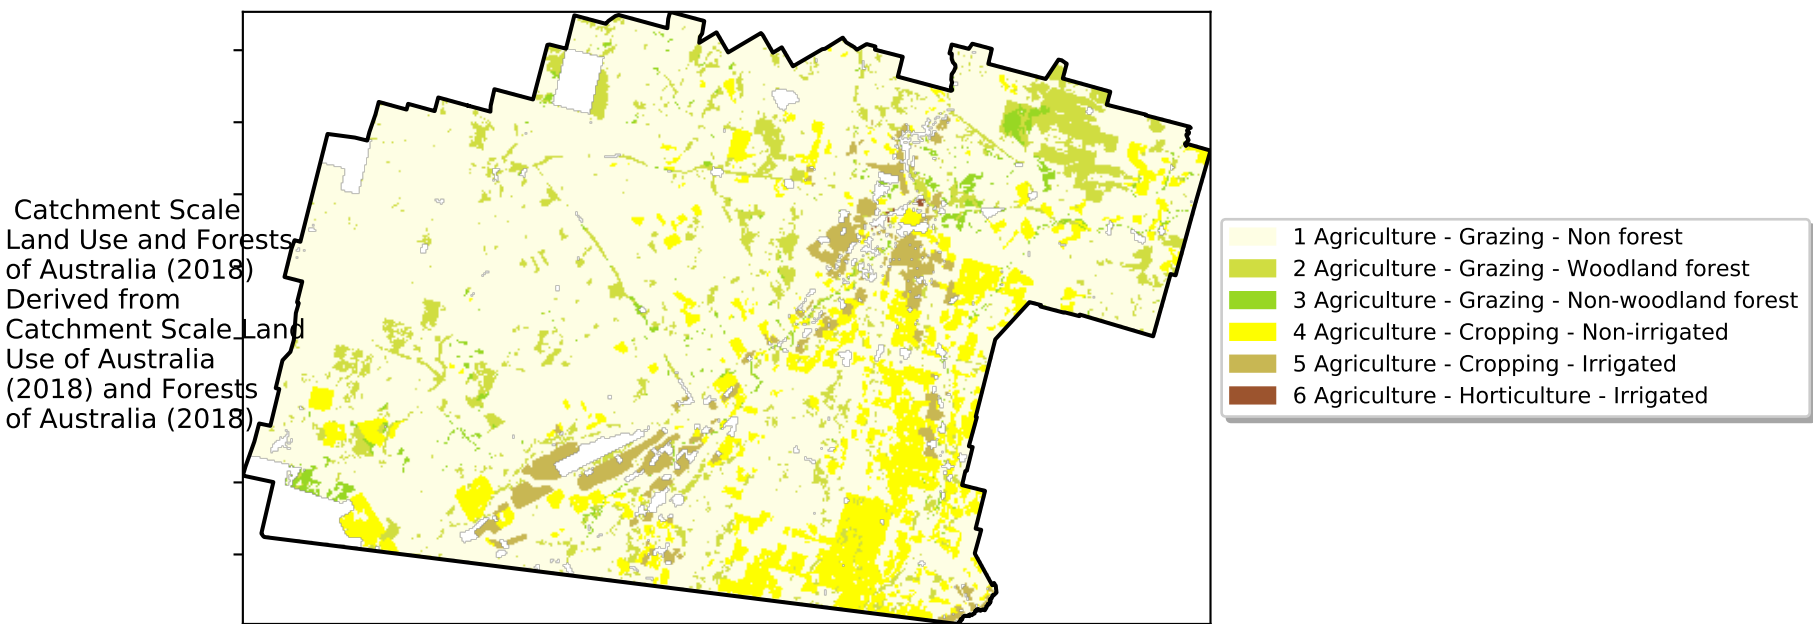 Catchment Scale
Land Use and Forests
of Australia (2018)
Derived from
Catchment Scale Land
Use of Australia
(2018) and Forests
of Australia (2018)
1 Agriculture - Grazing - Non forest
2 Agriculture - Grazing - Woodland forest
3 Agriculture - Grazing - Non-woodland forest
4 Agriculture - Cropping - Non-irrigated
5 Agriculture - Cropping - Irrigated
6 Agriculture - Horticulture - Irrigated